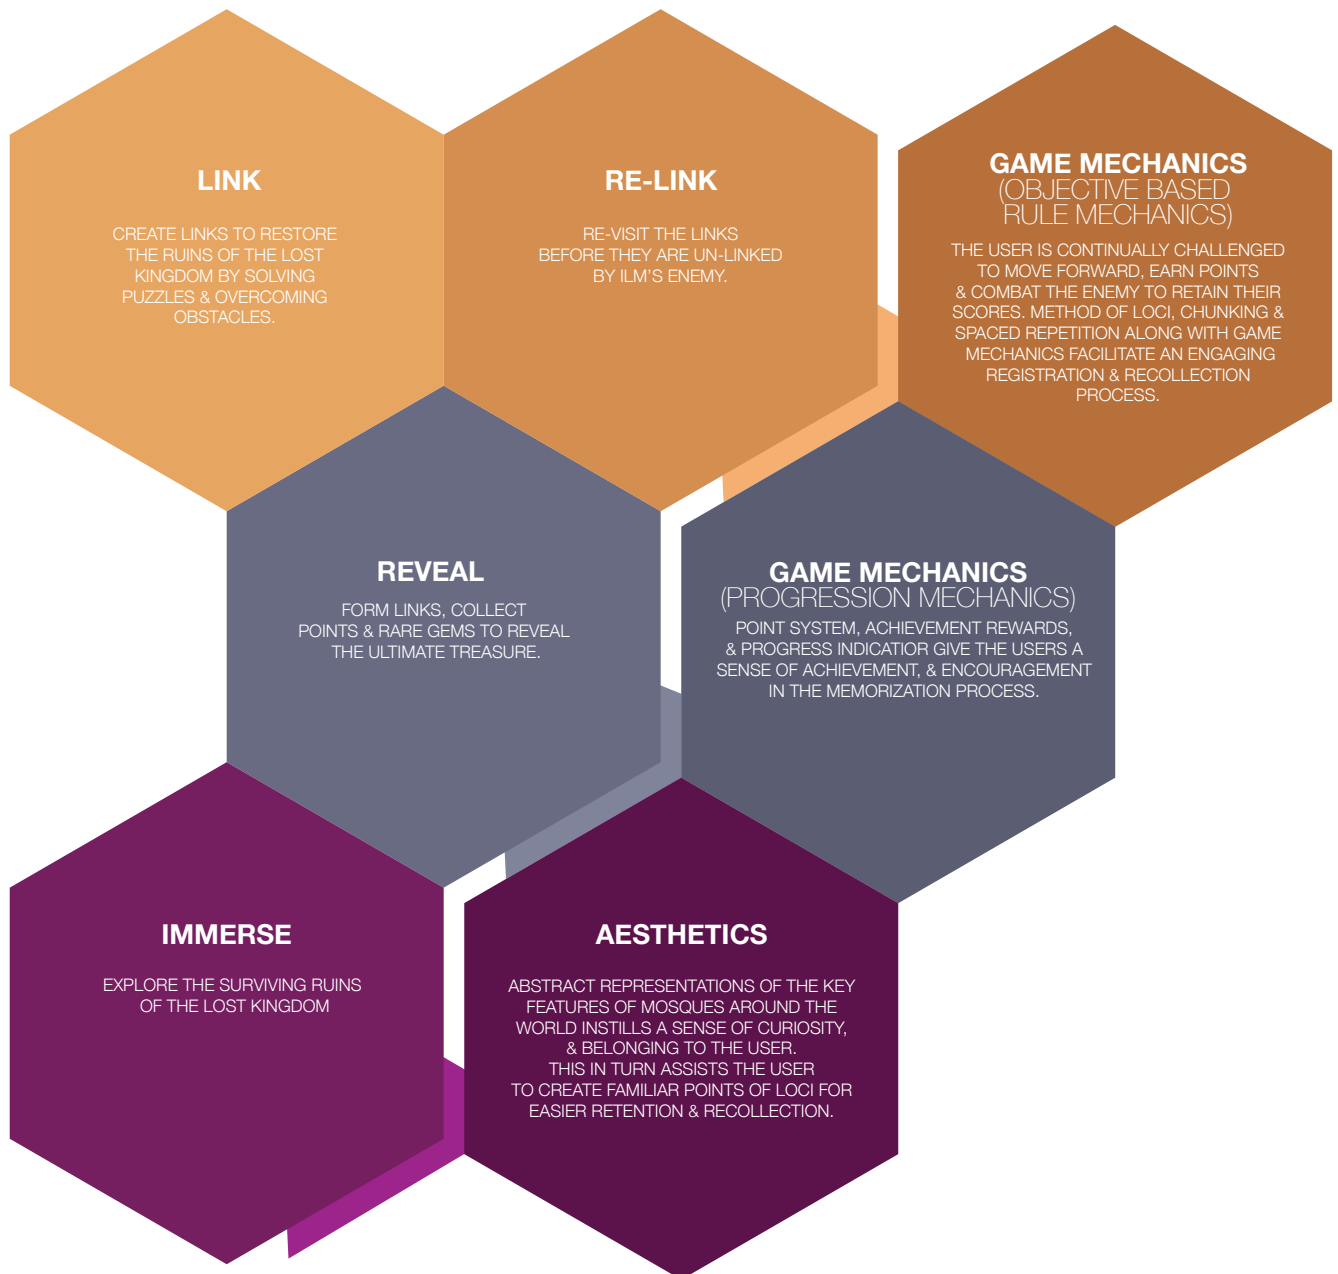 LINK
CREATE LINKS TO RESTORE
THE RUINS OF THE LOST
KINGDOM BY SOLVING
PUZZLES & OVERCOMING
OBSTACLES.
RE-LINK
RE-VISIT THE LINKS
BEFORE THEY ARE UN-LINKED
BY ILM'S ENEMY.
GAME MECHANICS
(OBJECTIVE BASED
RULE MECHANICS)
THE USER IS CONTINUALLY CHALLENGED
TO MOVE FORWARD, EARN POINTS
& COMBAT THE ENEMY TO RETAIN THEIR
SCORES. METHOD OF LOCI, CHUNKING &
SPACED REPETITION ALONG WITH GAME
MECHANICS FACILITATE AN ENGAGING
REGISTRATION & RECOLLECTION
PROCESS.
REVEAL
FORM LINKS, COLLECT
POINTS & RARE GEMS TO REVEAL
THE ULTIMATE TREASURE.
GAME MECHANICS
(PROGRESSION MECHANICS)
POINT SYSTEM, ACHIEVEMENT REWARDS,
& PROGRESS INDICATIOR GIVE THE USERS A
SENSE OF ACHIEVEMENT, & ENCOURAGEMENT
IN THE MEMORIZATION PROCESS.
IMMERSE
EXPLORE THE SURVIVING RUINS
OF THE LOST KINGDOM
AESTHETICS
ABSTRACT REPRESENTATIONS OF THE KEY
FEATURES OF MOSQUES AROUND THE
WORLD INSTILLS A SENSE OF CURIOSITY,
& BELONGING TO THE USER.
THIS IN TURN ASSISTS THE USER
TO CREATE FAMILIAR POINTS OF LOCI FOR
EASIER RETENTION & RECOLLECTION.